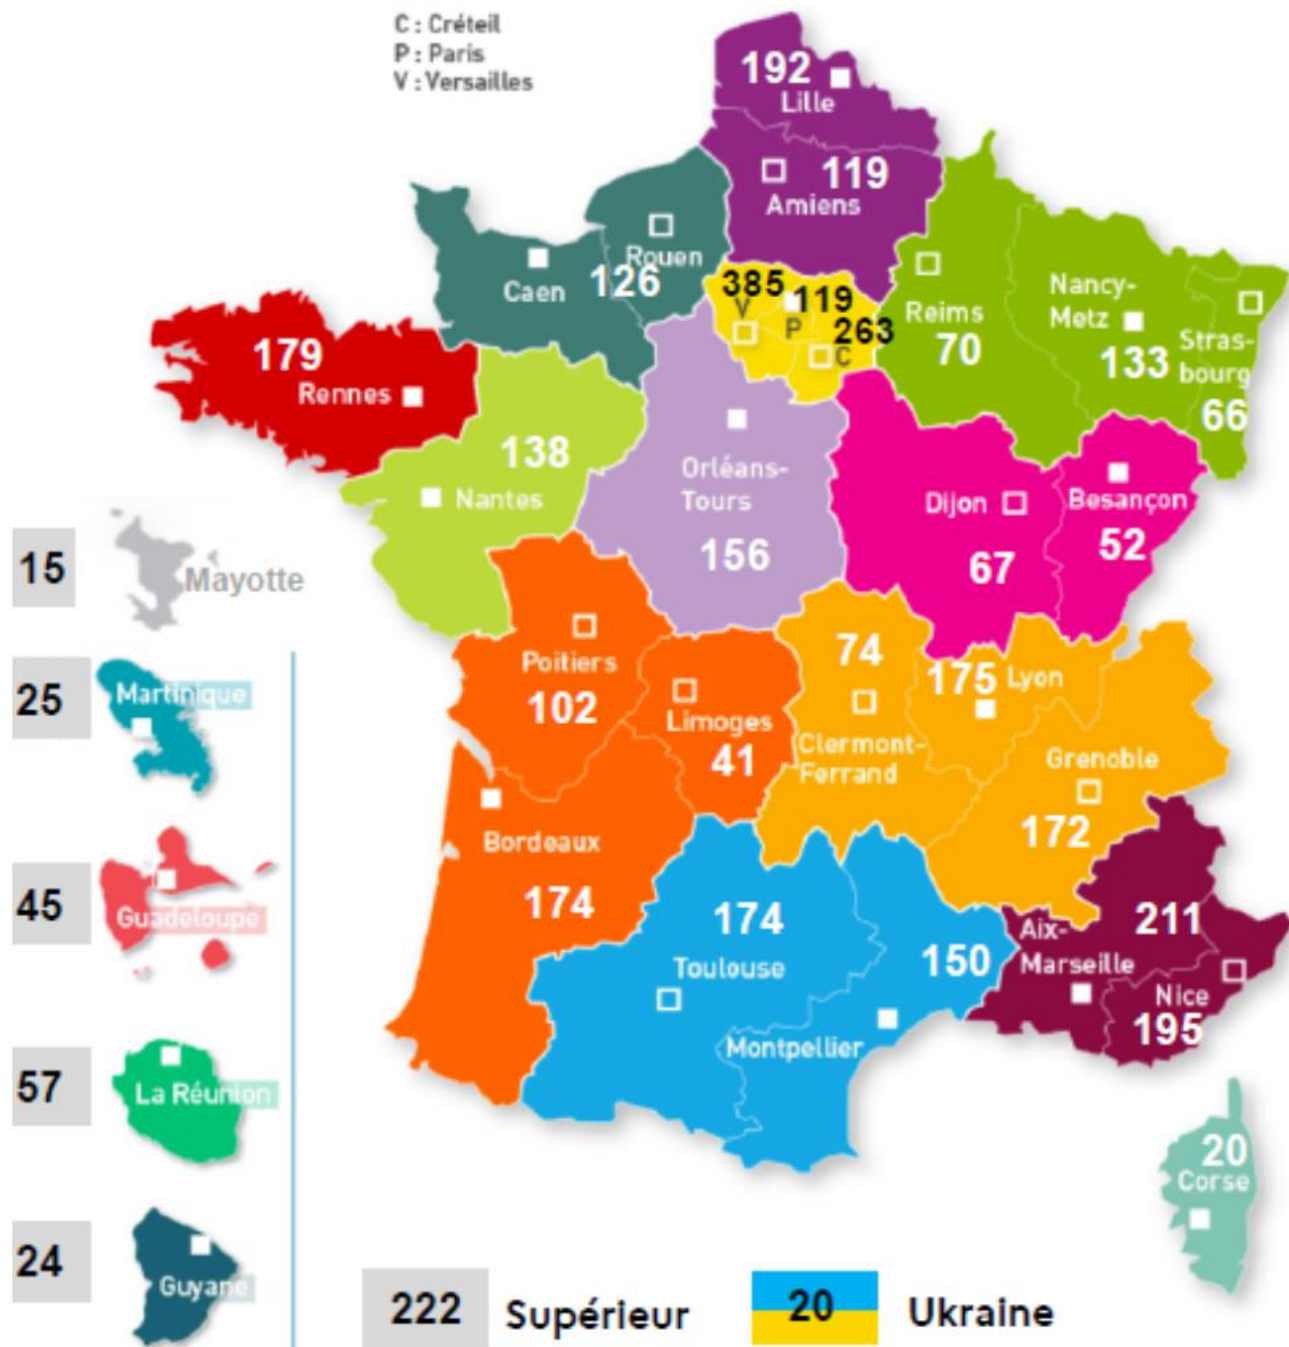 C : Créteil
P : Paris
V : Versailles
192
Lille
119
Amiens
Rouen
Caen
126
385
V
119
P
263
C
Reims
70
Nancy-
Metz
133
Stras-
bourg
66
179
Rennes
138
Nantes
Orléans-
Tours
156
Dijon
67
Besançon
52
15
Mayotte
Poitiers
102
Limoges
41
74
Clermont-
Ferrand
175
Lyon
Grenoble
172
25
Martinique
Bordeaux
174
174
Toulouse
150
Montpellier
Aix-
Marseille
211
Nice
195
45
Guadeloupe
57
La Réunion
20
Corse
24
Guyane
222
Supérieur
20
Ukraine